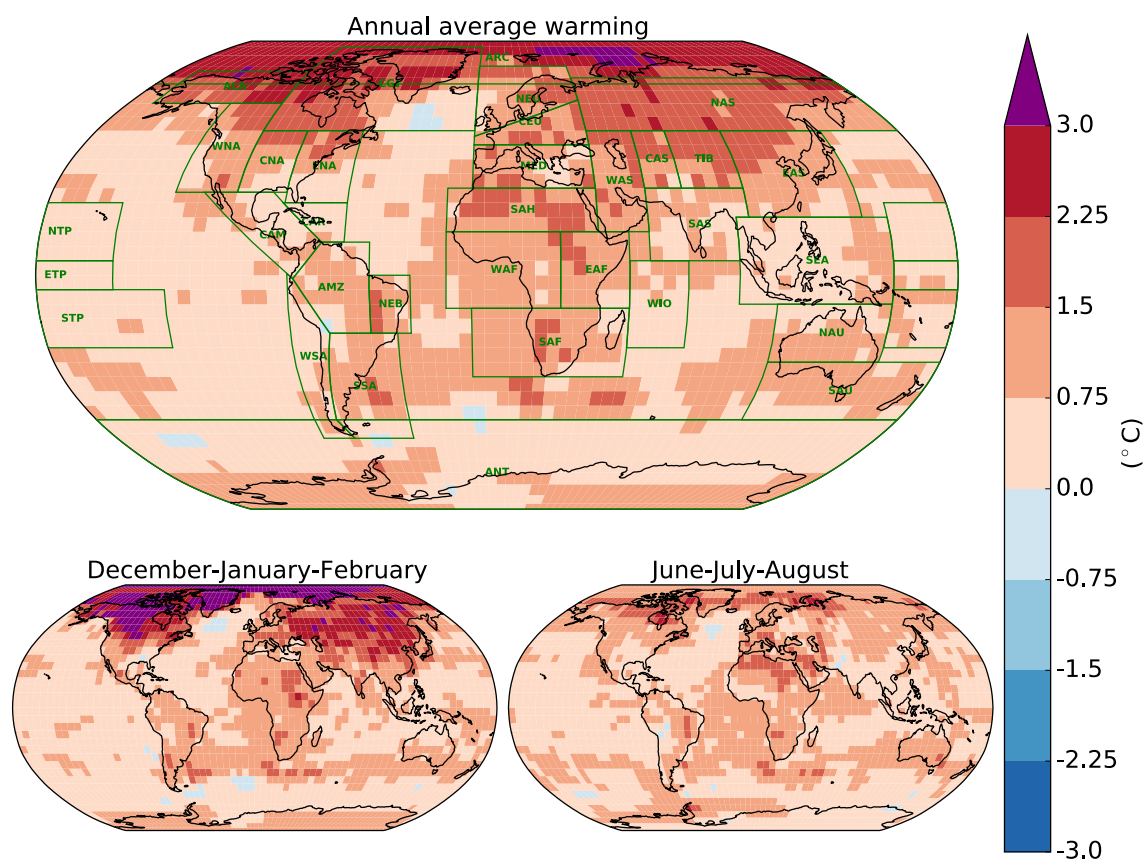 Annual average warming
ARC
ALA
CGI
NEU
NAS
CEU
WNA
CNA
ENA
MED
CAS
TIB
EAS
WAS
SAH
CAR
SAS
NTP
CAM
SEA
ETP
WAF
EAF
AMZ
NEB
WIO
STP
NAU
SAF
WSA
SSA
SAU
ANT
3.0
2.25
1.5
0.75
0.0
-0.75
-1.5
-2.25
-3.0
(°C)
December-January-February
June-July-August